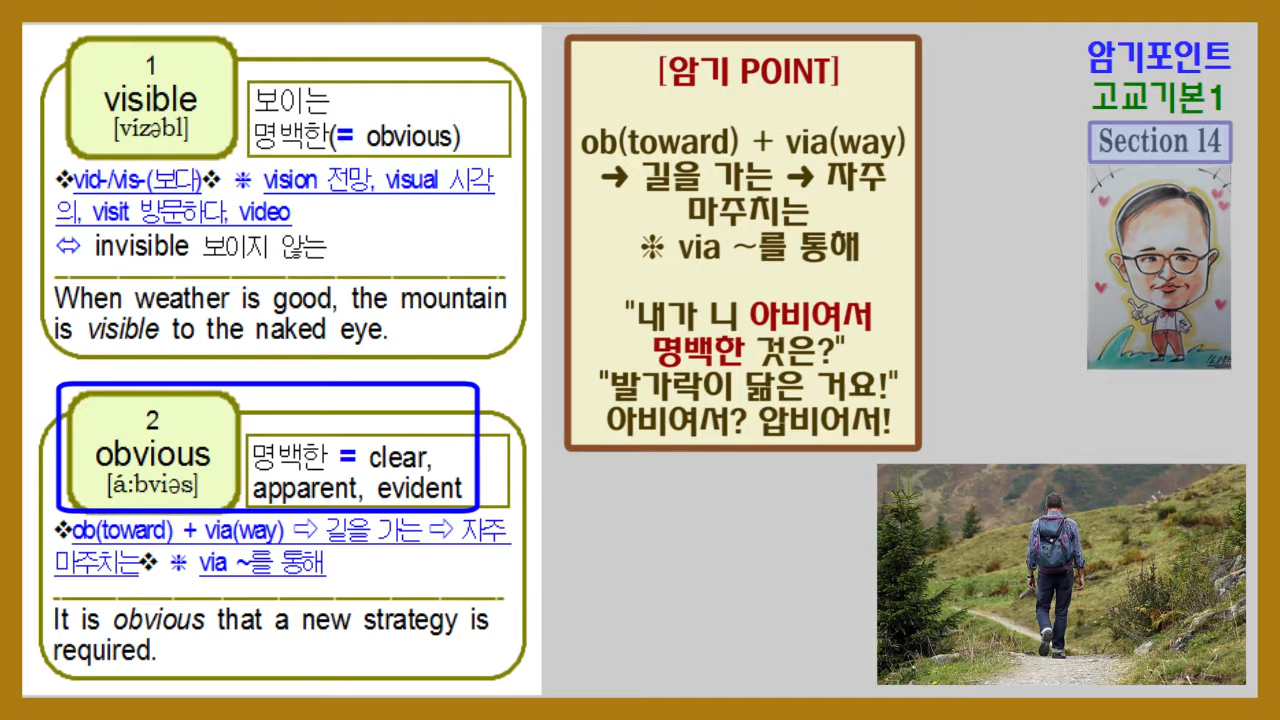 1
visible
[vízəbl]
보이는
명백한(= obvious)
❖vid-/vis-(보다)❖ ❈ vision 전망, visual 시각
의, visit 방문하다, video
⇔ invisible 보이지 않는
When weather is good, the mountain
is visible to the naked eye.
2
obvious
[á:bviəs]
명백한 = clear,
apparent, evident
❖ob(toward) + via(way) ⇨ 길을 가는 ⇨ 자주
마주치는❖ ❈ via ~를 통해
It is obvious that a new strategy is
required.
[암기 POINT]
ob(toward) + via(way)
➜ 길을 가는 ➜ 자주
마주치는
❈ via ~를 통해
"내가 니 아비여서
명백한 것은?"
"발가락이 닮은 거요!"
아비여서? 압비어서!
암기포인트
고교기본1
Section 14